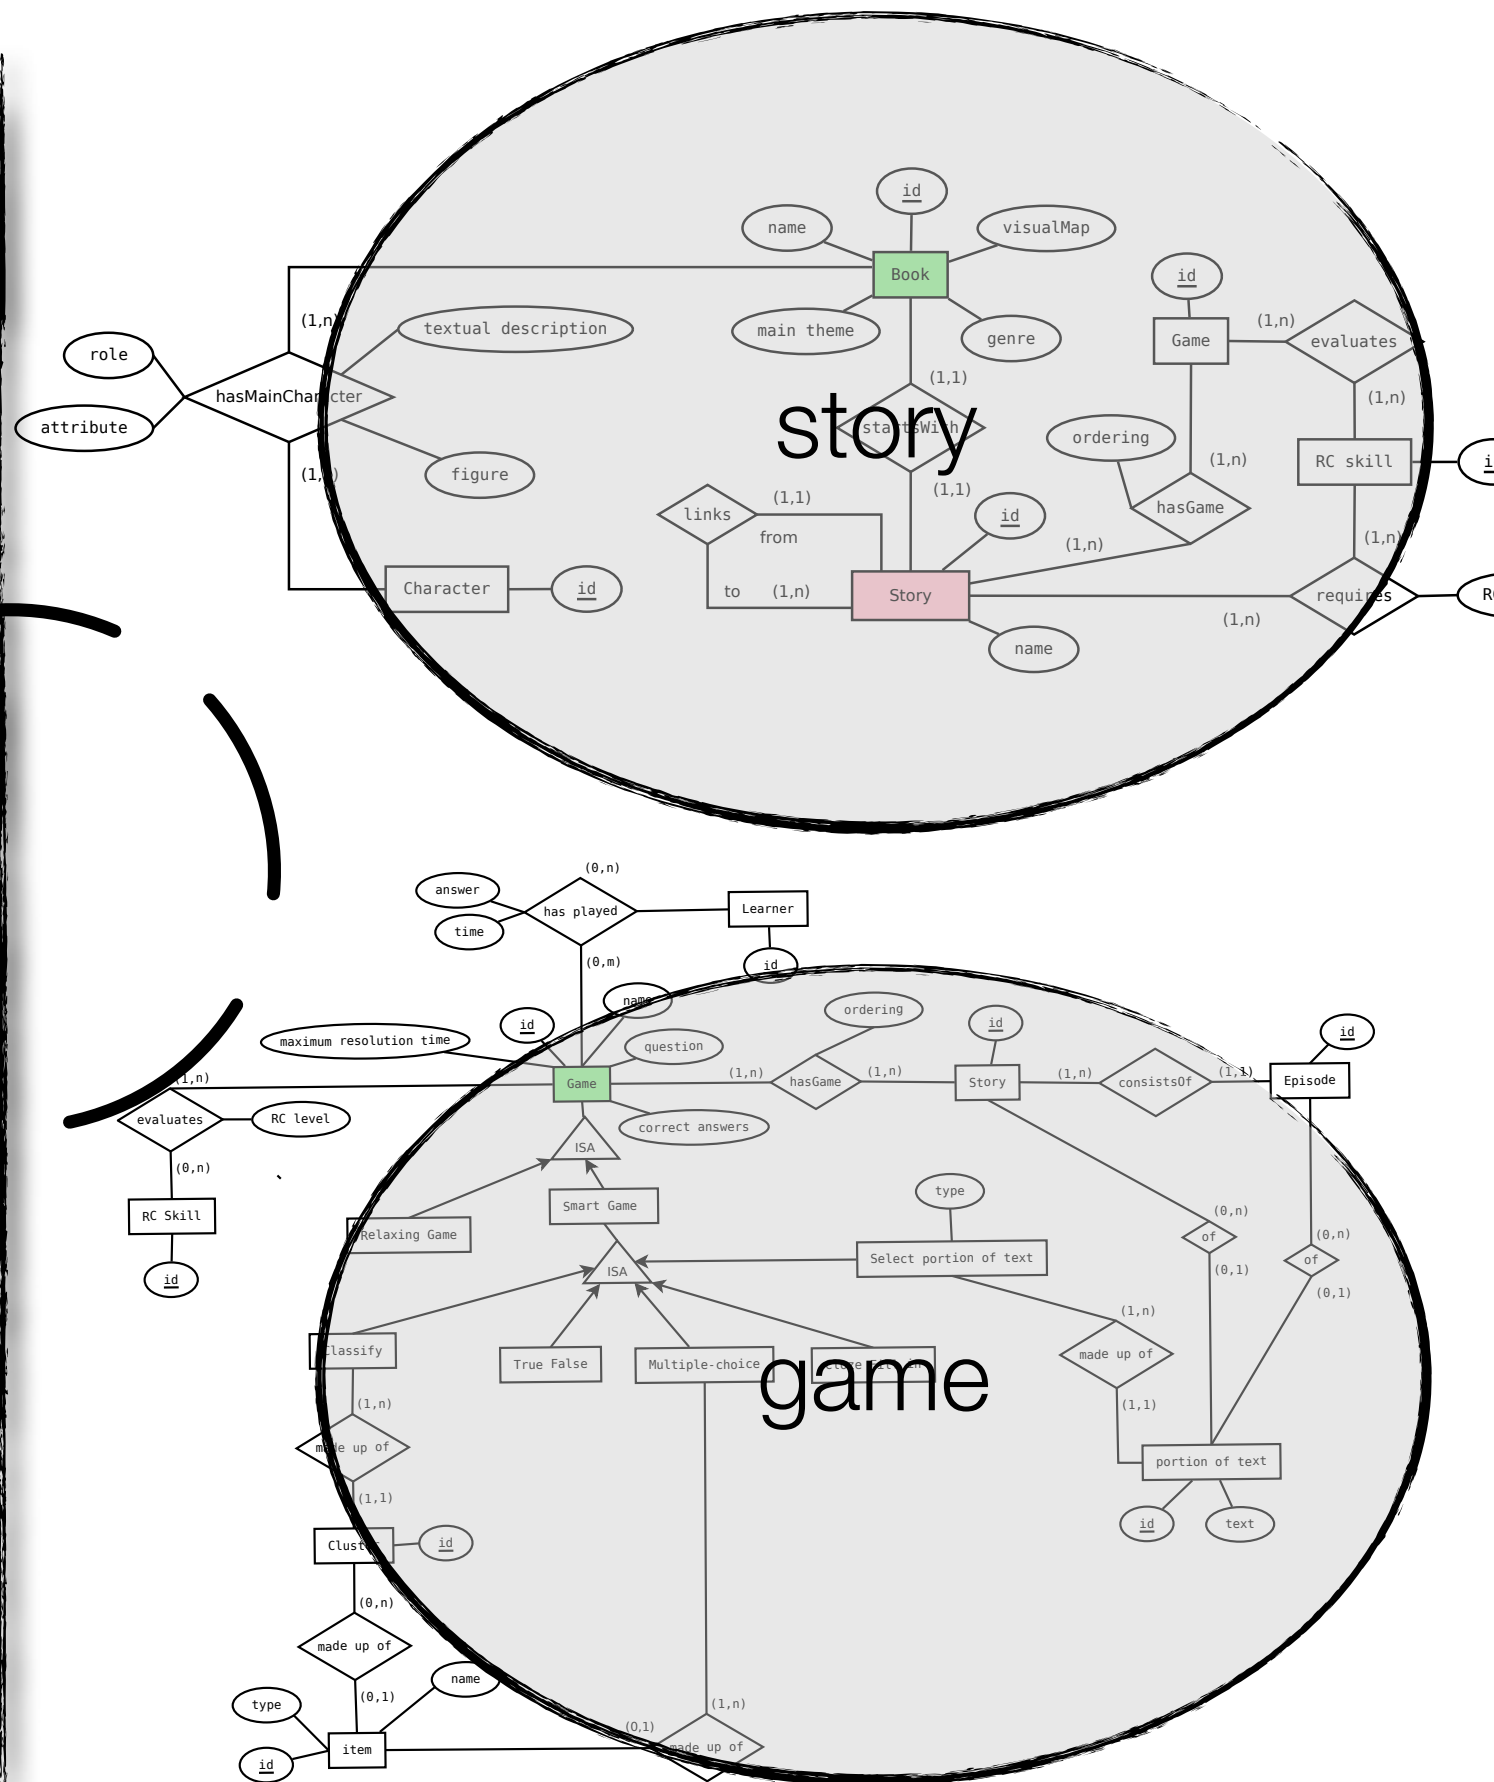 id
name
visualMap
Book
id
(1,n)
textual description
main theme
genre
Game
(1,n)
evaluates
role
hasMainCharacter
(1,1)
(1,n)
attribute
story
startsWith
ordering
(1,n)
RC skill
figure
(1,1)
(1,1)
links
from
id
hasGame
(1,n)
(1,n)
Character
id
to
(1,n)
Story
requires
(1,n)
name
(0,n)
answer
has played
Learner
time
(0,m)
id
name
id
ordering
id
id
maximum resolution time
question
(1,n)
Game
(1,n)
hasGame
(1,n)
Story
(1,n)
consistsOf
(1,1)
Episode
evaluates
RC level
correct answers
ISA
(0,n)
RC Skill
Relaxing Game
Smart Game
type
(0,n)
of
(0,n)
of
Select portion of text
ISA
(0,1)
(0,1)
id
(1,n)
Classify
True False
Multiple-choice
game
made up of
(1,n)
(1,1)
made up of
portion of text
(1,1)
id
text
Cluster
id
(0,n)
made up of
name
(0,1)
type
(1,n)
(0,1)
item
made up of
id